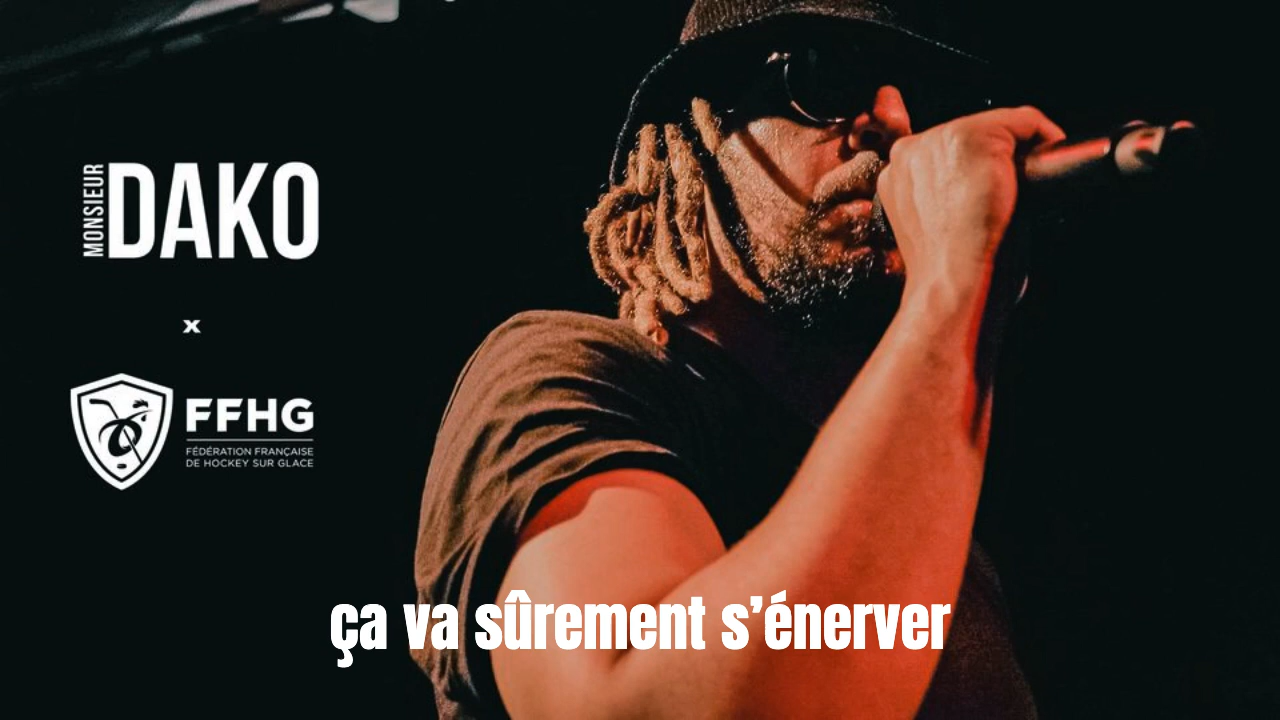 MONSIEUR
DAKO
x
FFHG
FÉDÉRATION FRANÇAISE
DE HOCKEY SUR GLACE
ça va sûrement s’énerver